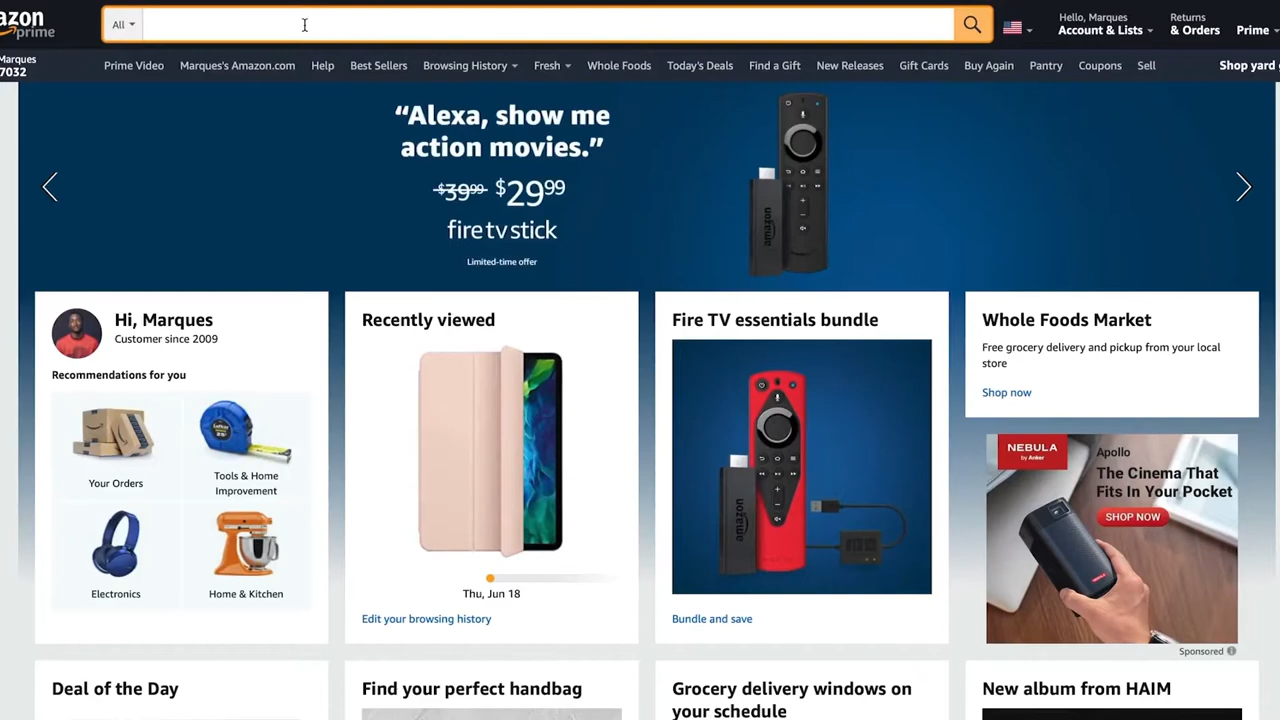 azon
prime
All
Hello, Marques
Account & Lists
Returns
& Orders
Prime
Marques
7032
Prime Video
Marques's Amazon.com
Help
Best Sellers
Browsing History
Fresh
Whole Foods
Today's Deals
Find a Gift
New Releases
Gift Cards
Buy Again
Pantry
Coupons
Sell
Shop yard
“Alexa, show me
action movies.”
$39.99 $29.99
fire tv stick
Limited-time offer
amazon
Hi, Marques
Customer since 2009
Recommendations for you
Your Orders
Tools & Home
Improvement
Electronics
Home & Kitchen
Recently viewed
Thu, Jun 18
Edit your browsing history
Fire TV essentials bundle
amazon
Bundle and save
Whole Foods Market
Free grocery delivery and pickup from your local
store
Shop now
NEBULA
by Anker
Apollo
The Cinema That
Fits In Your Pocket
SHOP NOW
Sponsored
Deal of the Day
Find your perfect handbag
Grocery delivery windows on
your schedule
New album from HAIM